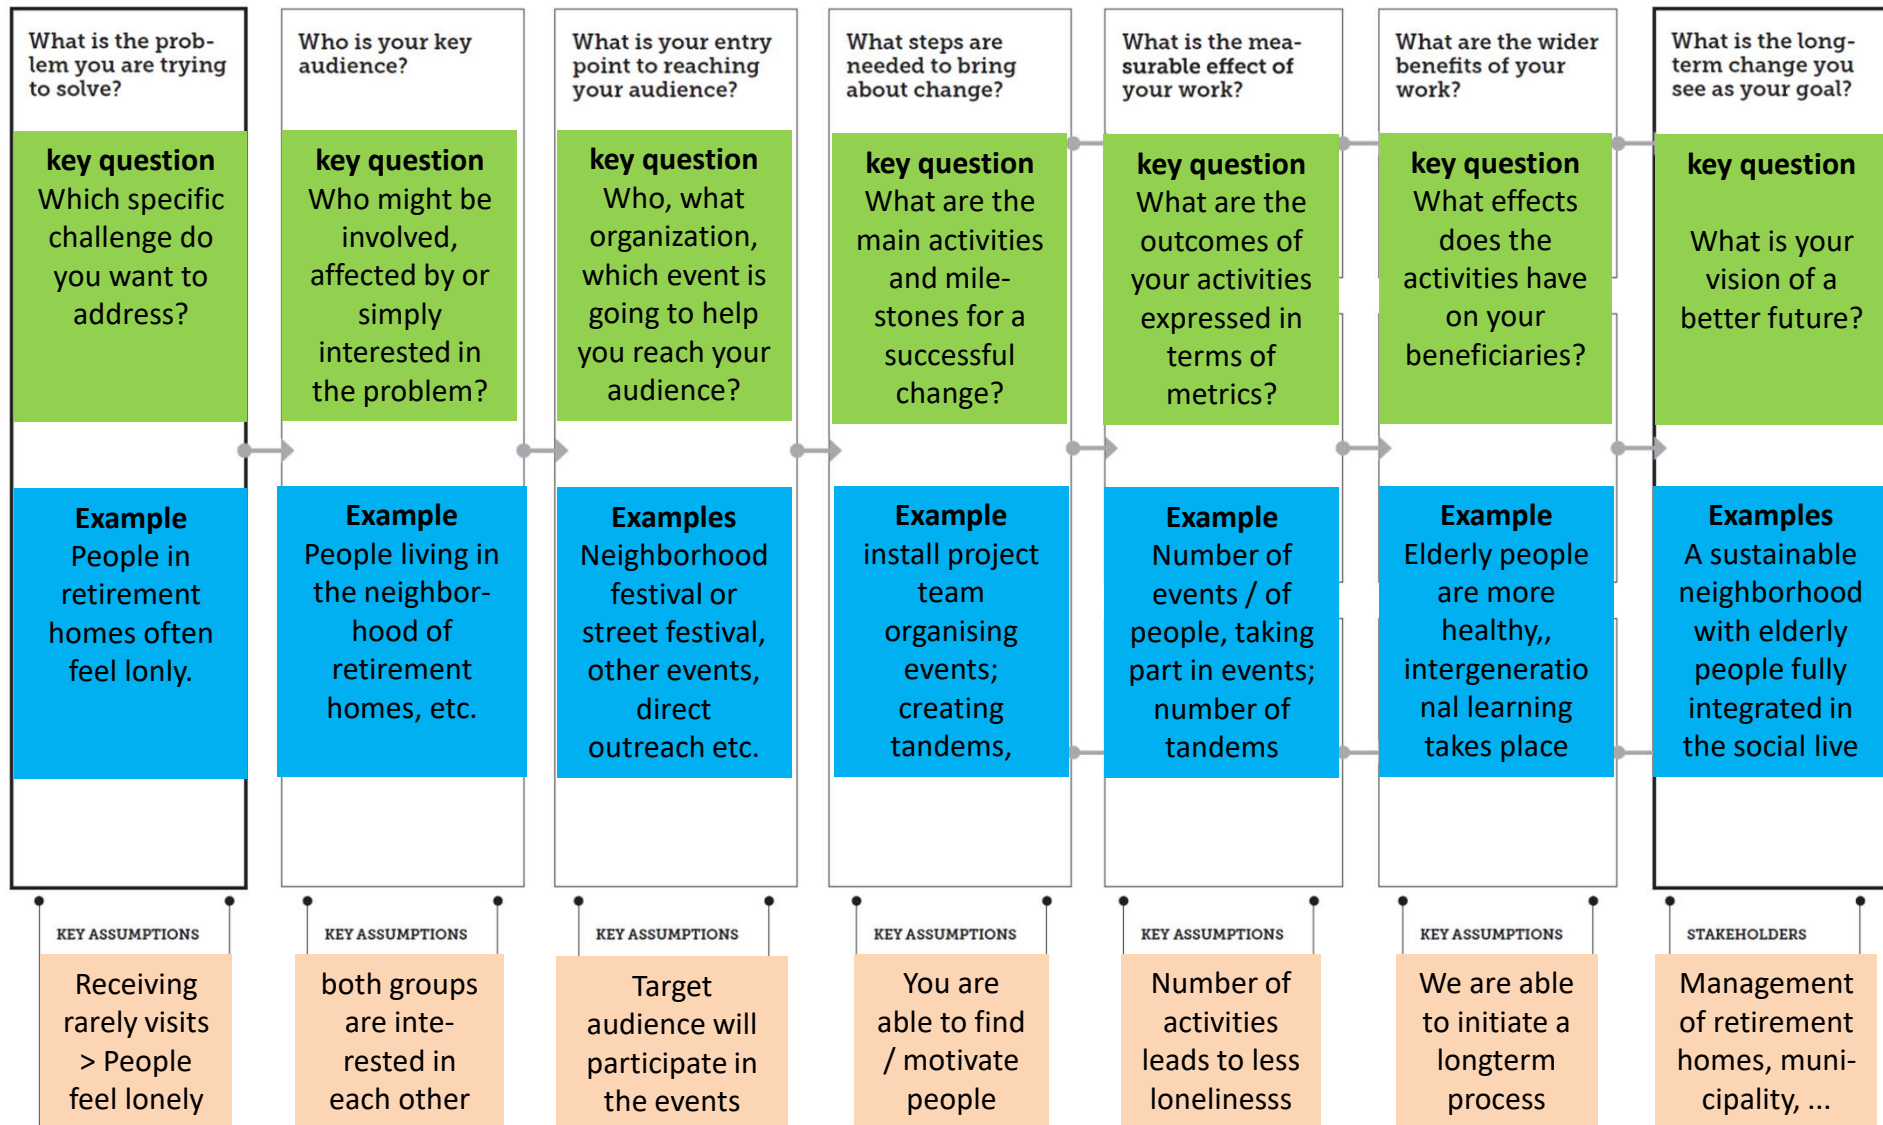 What is the prob-
lem you are trying
to solve?
key question
Which specific
challenge do
you want to
address?
Example
People in
retirement
homes often
feel lonly.
KEY ASSUMPTIONS
Receiving
rarely visits
> People
feel lonely
Who is your key
audience?
key question
Who might be
involved,
affected by or
simply
interested in
the problem?
Example
People living in
the neighbor-
hood of
retirement
homes, etc.
KEY ASSUMPTIONS
both groups
are inte-
rested in
each other
What is your entry
point to reaching
your audience?
key question
Who, what
organization,
which event is
going to help
you reach your
audience?
Examples
Neighborhood
festival or
street festival,
other events,
direct
outreach etc.
KEY ASSUMPTIONS
Target
audience will
participate in
the events
What steps are
needed to bring
about change?
key question
What are the
main activities
and mile-
stones for a
successful
change?
Example
install project
team
organising
events;
creating
tandems,
KEY ASSUMPTIONS
You are
able to find
/ motivate
people
What is the mea-
surable effect of
your work?
key question
What are the
outcomes of
your activities
expressed in
terms of
metrics?
Example
Number of
events / of
people, taking
part in events;
number of
tandems
KEY ASSUMPTIONS
Number of
activities
leads to less
lonelinesss
What are the wider
benefits of your
work?
key question
What effects
does the
activities have
on your
beneficiaries?
Example
Elderly people
are more
healthy,,
intergeneratio
nal learning
takes place
KEY ASSUMPTIONS
We are able
to initiate a
longterm
process
What is the long-
term change you
see as your goal?
key question
What is your
vision of a
better future?
Examples
A sustainable
neighborhood
with elderly
people fully
integrated in
the social live
STAKEHOLDERS
Management
of retirement
homes, muni-
cipality, ...